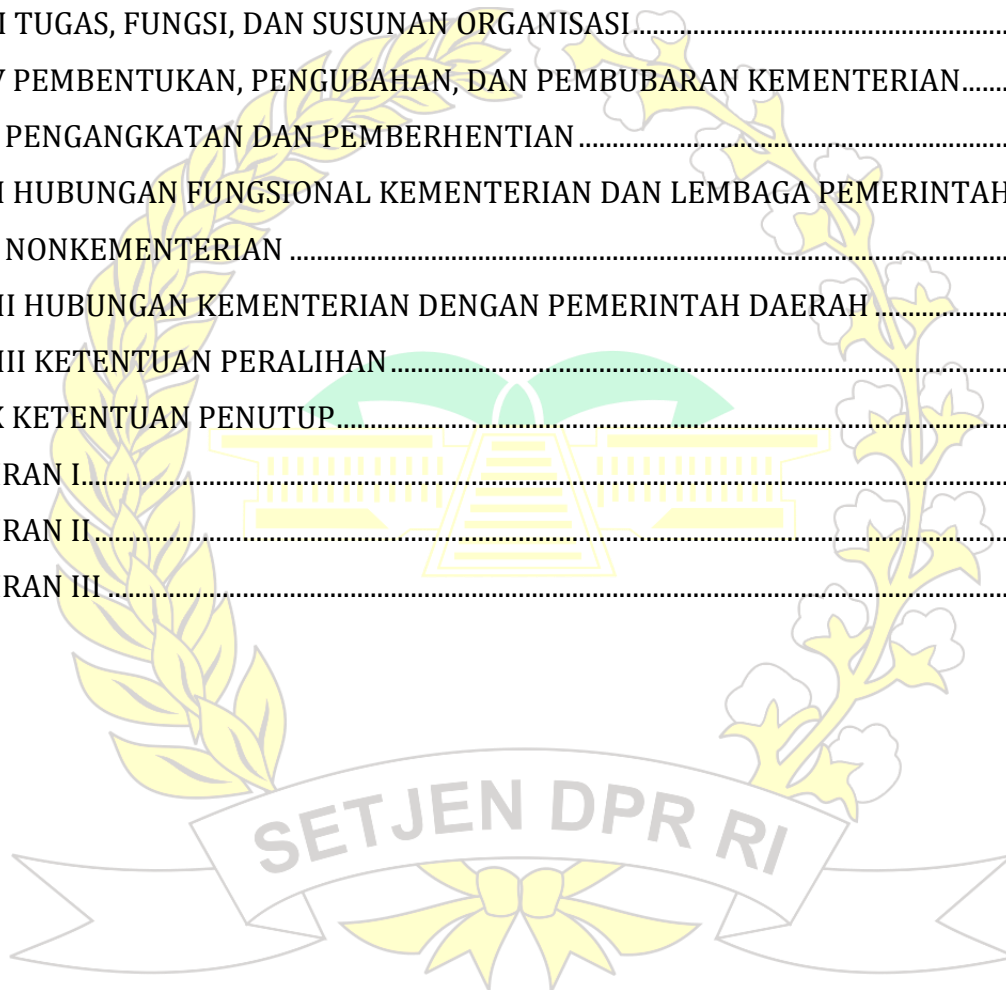 I TUGAS, FUNGSI, DAN SUSUNAN ORGANISASI
PEMBENTUKAN, PENGUBAHAN, DAN PEMBUBARAN KEMENTERIAN
PENGANGKATAN DAN PEMBERHENTIAN
I HUBUNGAN FUNGSIONAL KEMENTERIAN DAN LEMBAGA PEMERINTAH
NONKEMENTERIAN
II HUBUNGAN KEMENTERIAN DENGAN PEMERINTAH DAERAH
III KETENTUAN PERALIHAN
KETENTUAN PENUTUP
RAN I
RAN II
RAN III
SETJEN DPR RI